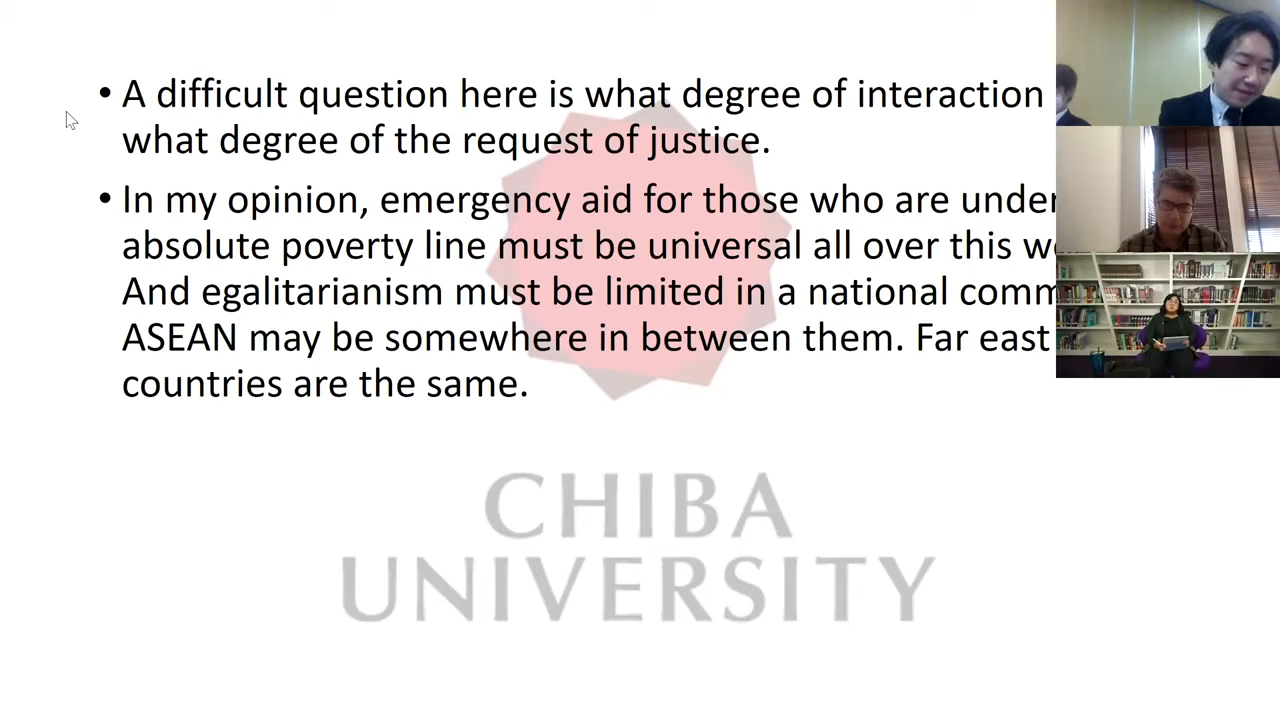 • A difficult question here is what degree of interaction
what degree of the request of justice.
• In my opinion, emergency aid for those who are under
absolute poverty line must be universal all over this
And egalitarianism must be limited in a national
ASEAN may be somewhere in between them. Far east
countries are the same.
CHIBA
UNIVERSITY